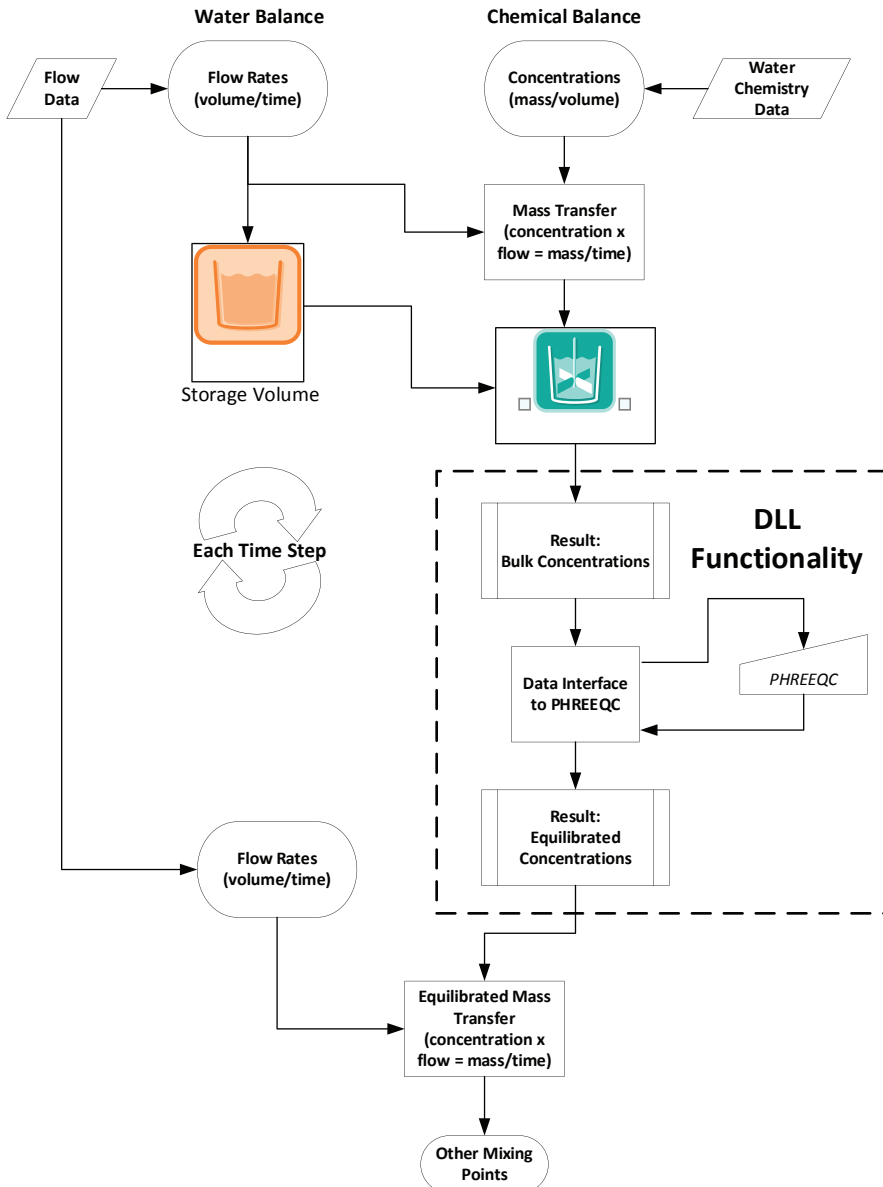 Water Balance
Chemical Balance
Flow
Data
Flow Rates
(volume/time)
Concentrations
(mass/volume)
Water
Chemistry
Data
Mass Transfer
(concentration x
flow = mass/time)
Storage Volume
Each Time Step
DLL
Functionality
Result:
Bulk Concentrations
Data Interface
to PHREEQC
PHREEQC
Result:
Equilibrated
Concentrations
Flow Rates
(volume/time)
Equilibrated Mass
Transfer
(concentration x
flow = mass/time)
Other Mixing
Points